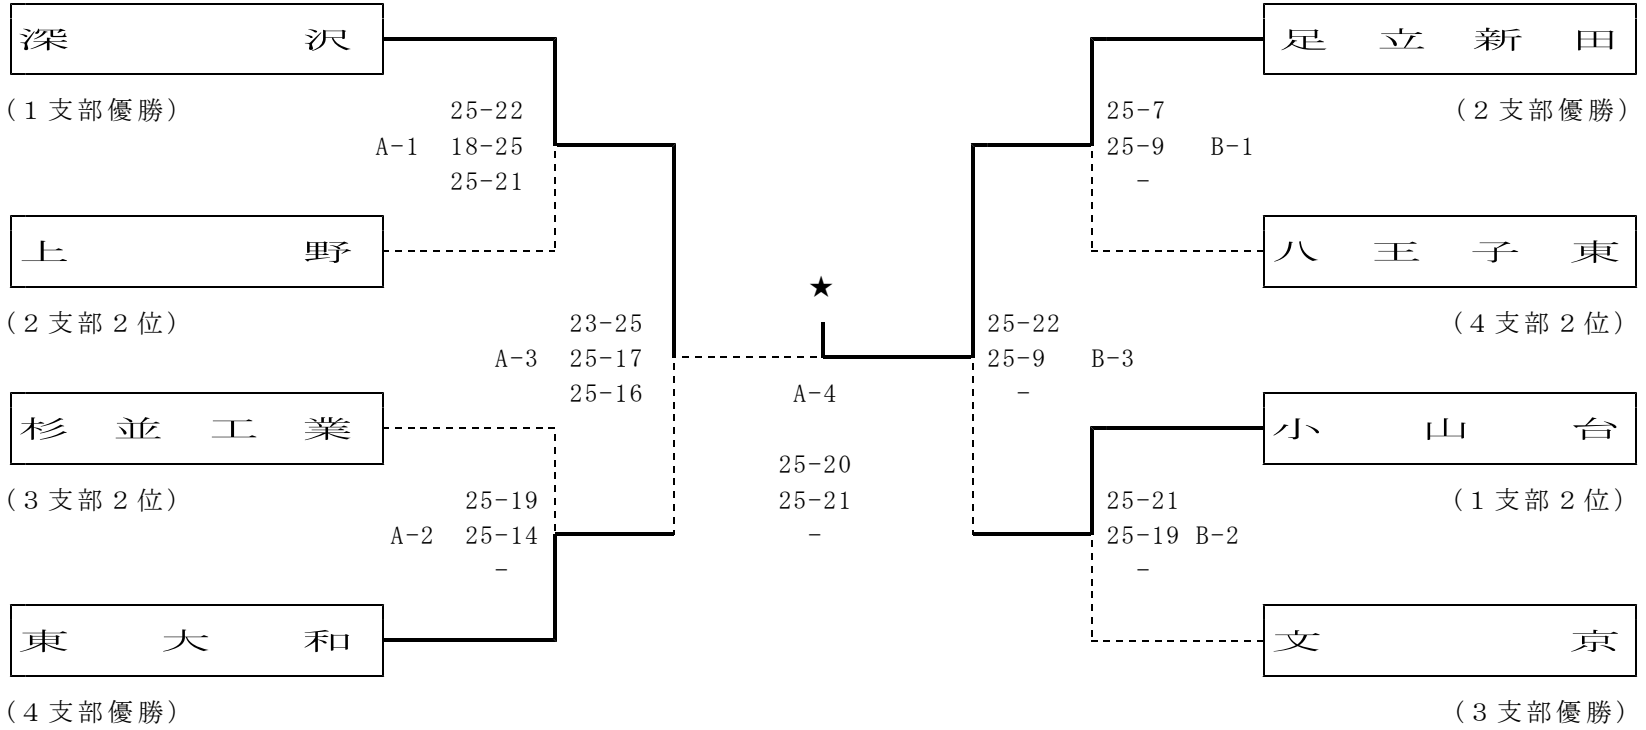 深沢
足立新田
(1支部優勝)
25-22
25-7
(2支部優勝)
A-1
18-25
25-9
B-1
25-21
-
上野
八王子東
★
(2支部2位)
23-25
25-22
(4支部2位)
A-3
25-17
25-9
B-3
25-16
A-4
-
杉並工業
小山台
25-20
(3支部2位)
25-19
25-21
25-21
(1支部2位)
A-2
25-14
-
25-19
B-2
-
-
東大和
文京
(4支部優勝)
(3支部優勝)